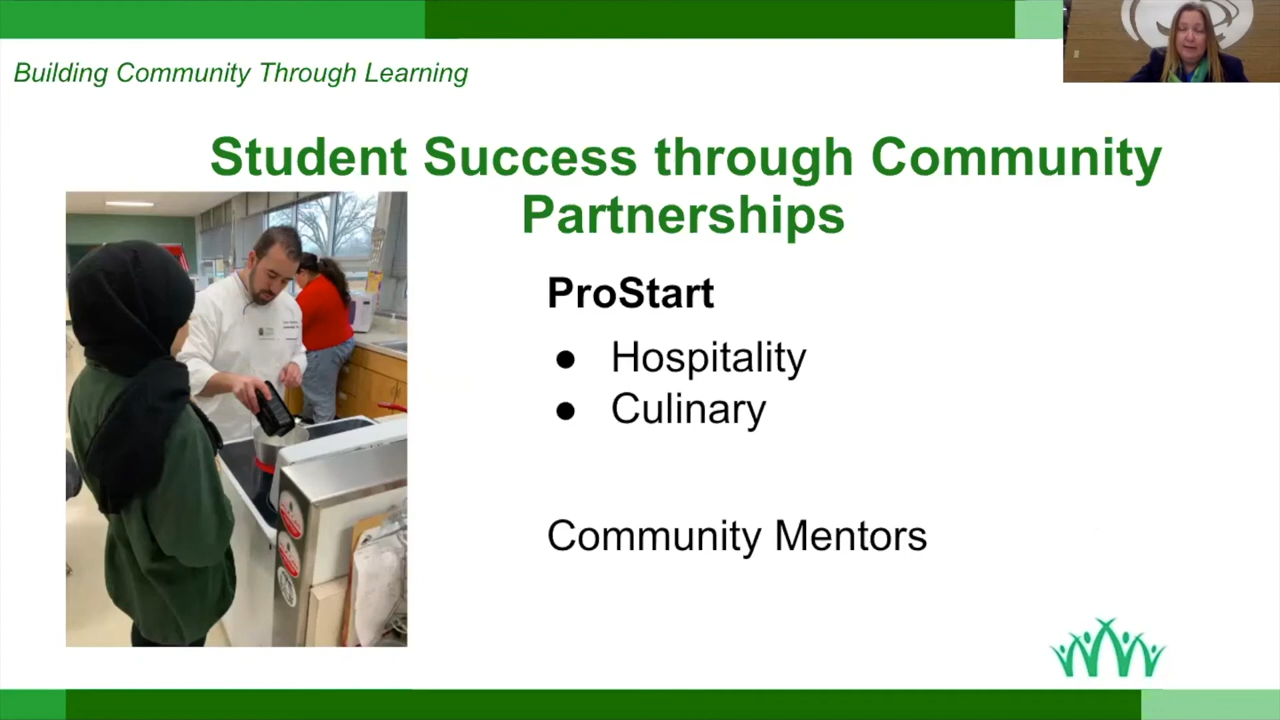 Building Community Through Learning
Student Success through Community
Partnerships
ProStart
● Hospitality
● Culinary
Community Mentors